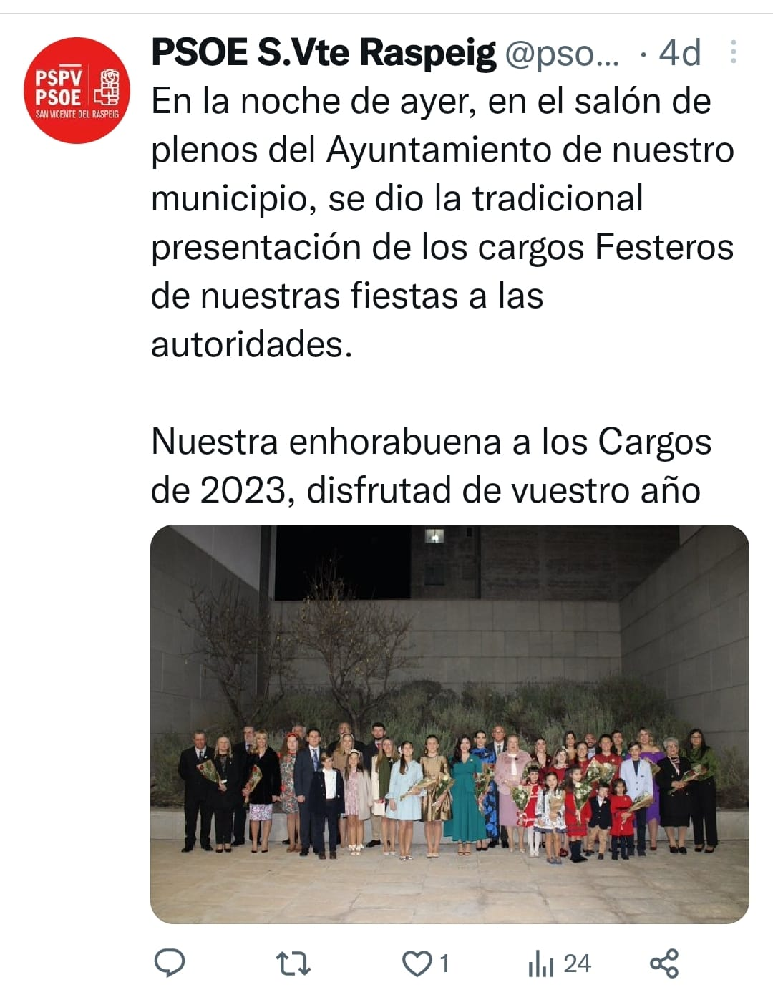 PSOE S.Vte Raspeig @pso... · 4d
PSPV
PSOE
SAN VICENTE DEL RASPEIG
En la noche de ayer, en el salón de
plenos del Ayuntamiento de nuestro
municipio, se dio la tradicional
presentación de los cargos Festeros
de nuestras fiestas a las
autoridades.
Nuestra enhorabuena a los Cargos
de 2023, disfrutad de vuestro año
1
24